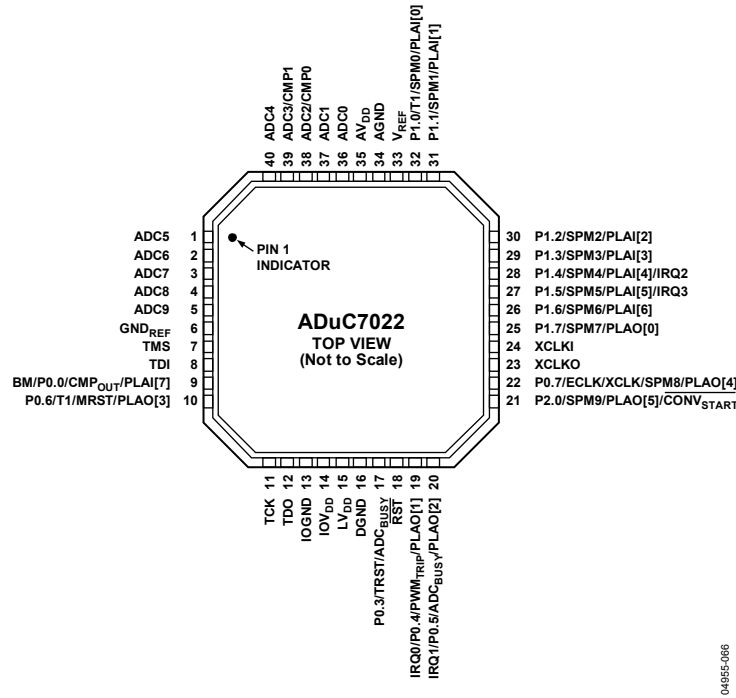 40 ADC4
39 ADC3/CMP1
38 ADC2/CMP0
37 ADC1
36 ADC0
35 AVDD
34 AGND
33 VREF
32 P1.0/T1/SPM0/PLAI[0]
31 P1.1/SPM1/PLAI[1]
ADC5 1
ADC6 2
ADC7 3
ADC8 4
ADC9 5
GNDREF 6
TMS 7
TDI 8
BM/P0.0/CMPOUT/PLAI[7] 9
P0.6/T1/MRST/PLAO[3] 10
PIN 1
INDICATOR
ADuC7022
TOP VIEW
(Not to Scale)
30 P1.2/SPM2/PLAI[2]
29 P1.3/SPM3/PLAI[3]
28 P1.4/SPM4/PLAI[4]/IRQ2
27 P1.5/SPM5/PLAI[5]/IRQ3
26 P1.6/SPM6/PLAI[6]
25 P1.7/SPM7/PLAO[0]
24 XCLKI
23 XCLKO
22 P0.7/ECLK/XCLK/SPM8/PLAO[4]
21 P2.0/SPM9/PLAO[5]/CONVSTART
TCK 11
TDO 12
IOGND 13
IOVDD 14
LVDD 15
DGND 16
P0.3/TRST/ADCBUSY 17
RST 18
IRQ0/P0.4/PWMTRIP/PLAO[1] 19
IRQ1/P0.5/ADCBUSY/PLAO[2] 20
04955-066